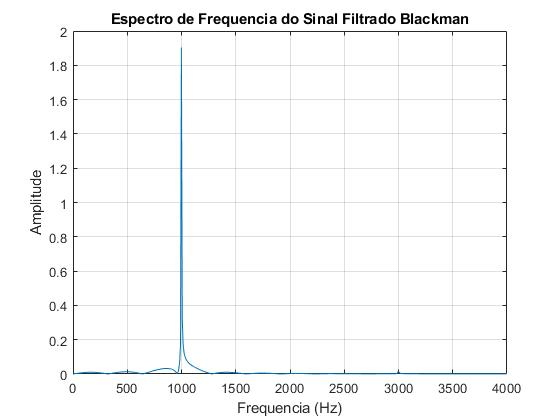 Espectro de Frequencia do Sinal Filtrado Blackman
2
1.8
1.6
1.4
1.2
1
0.8
0.6
0.4
0.2
0
Amplitude
0 500 1000 1500 2000 2500 3000 3500 4000
Frequencia (Hz)